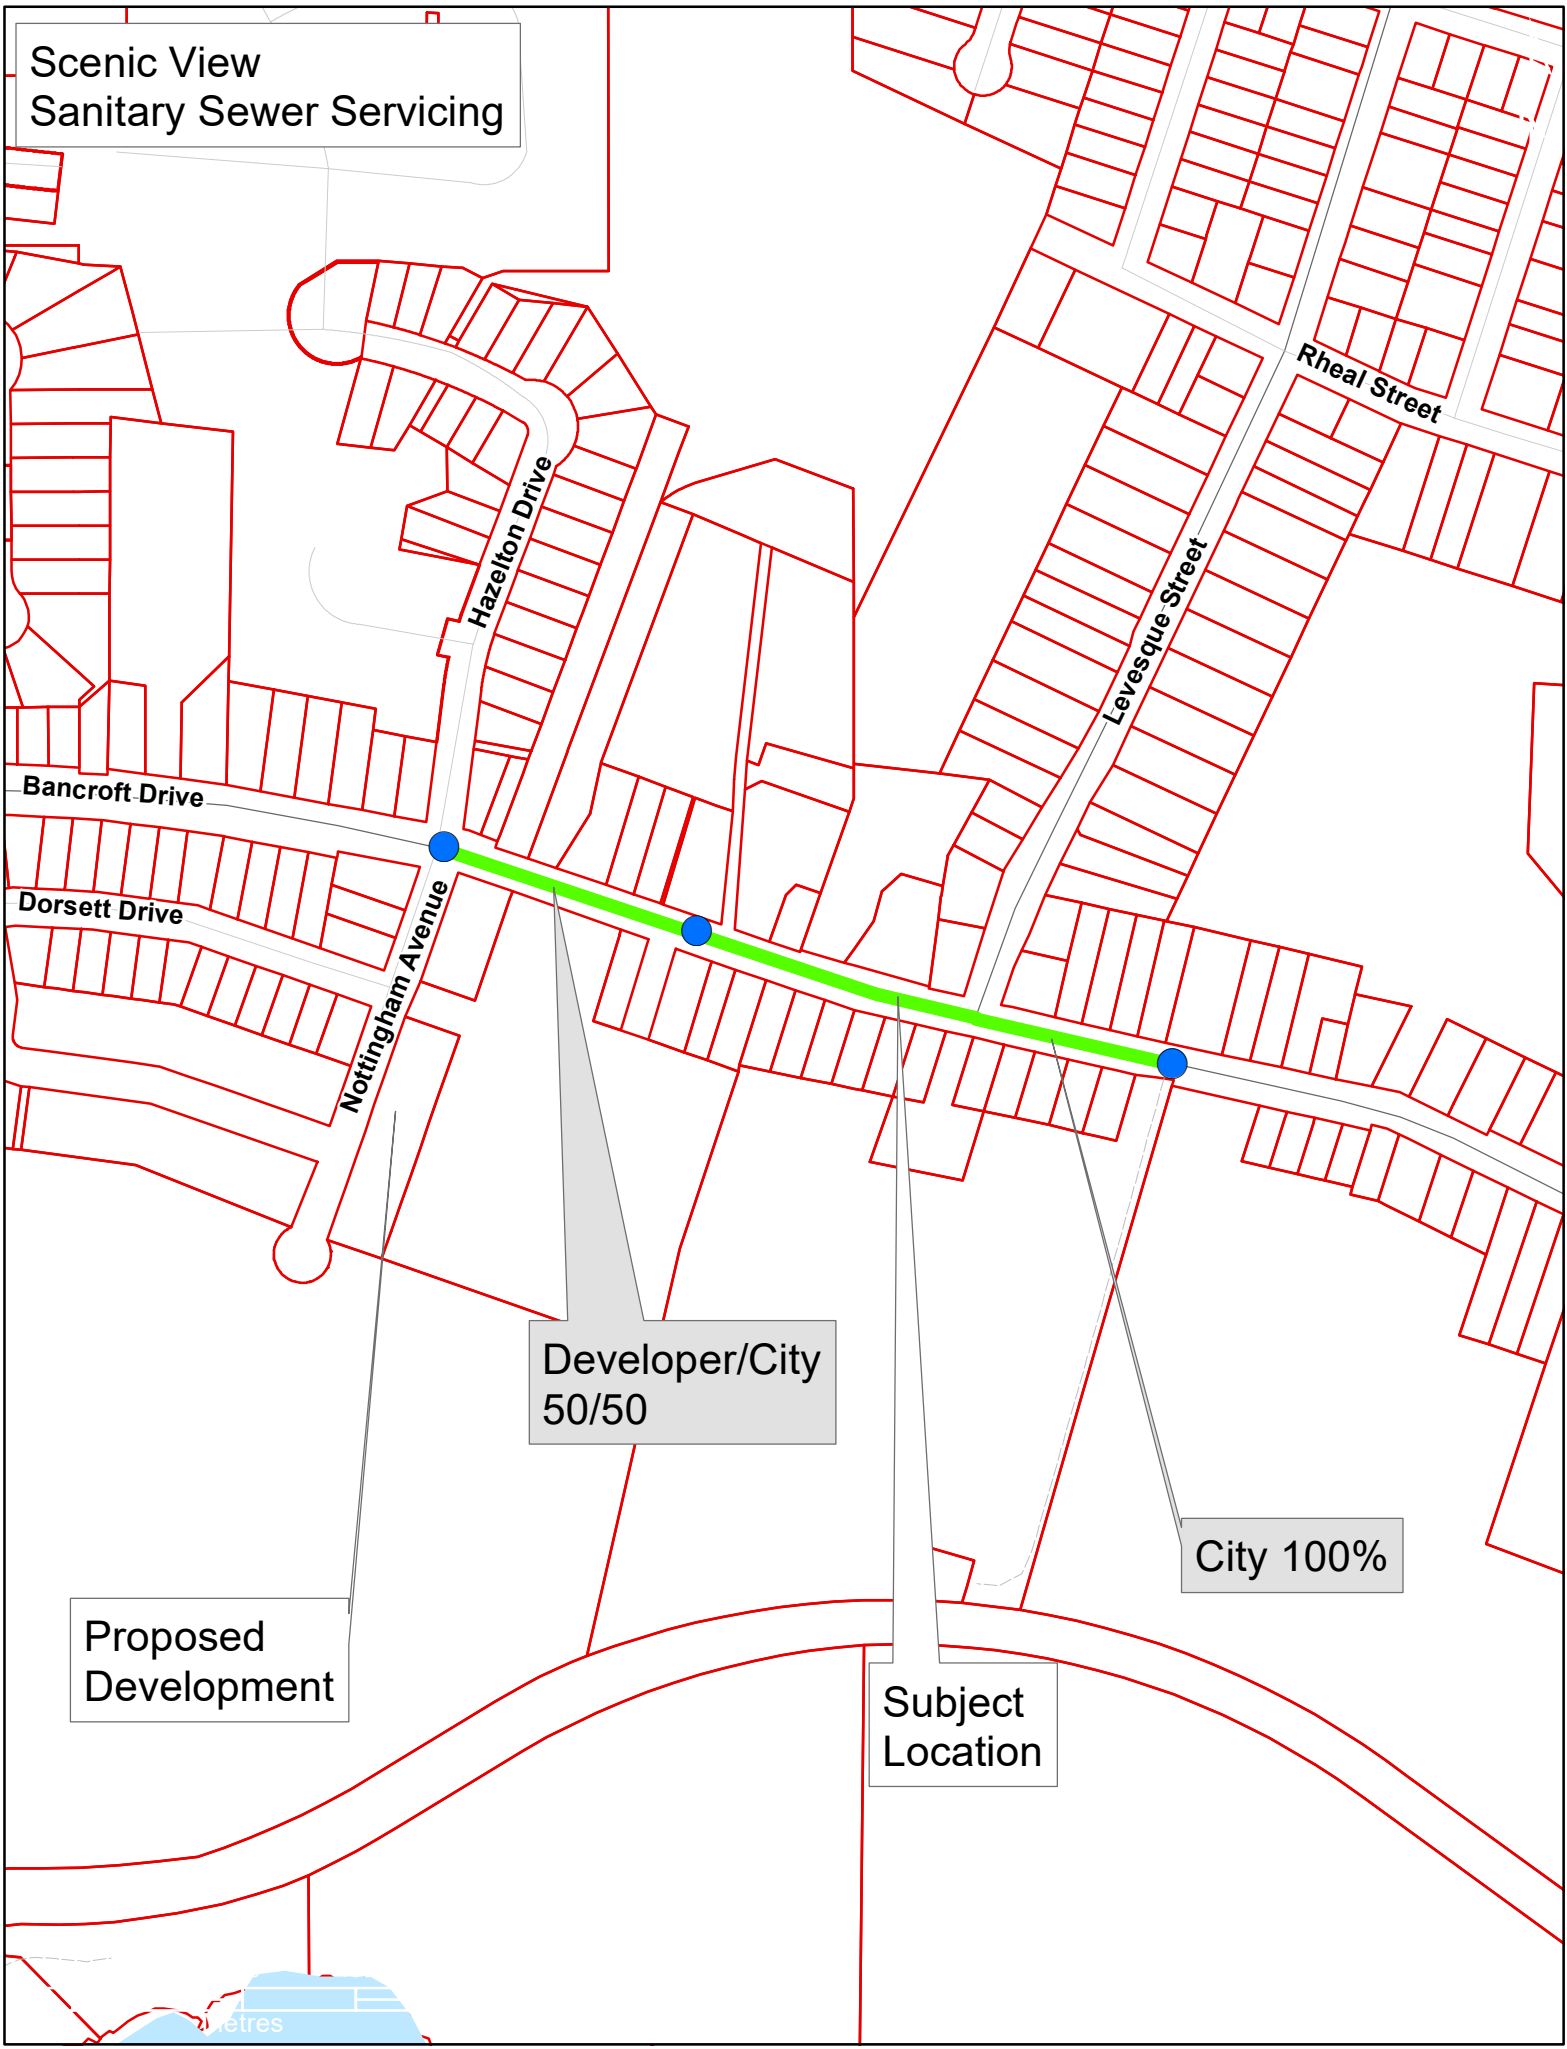 Scenic View
Sanitary Sewer Servicing
Rheal Street
Hazelton Drive
Levesque Street
Bancroft Drive
Dorsett Drive
Nottingham Avenue
Developer/City
50/50
City 100%
Proposed
Development
Subject
Location